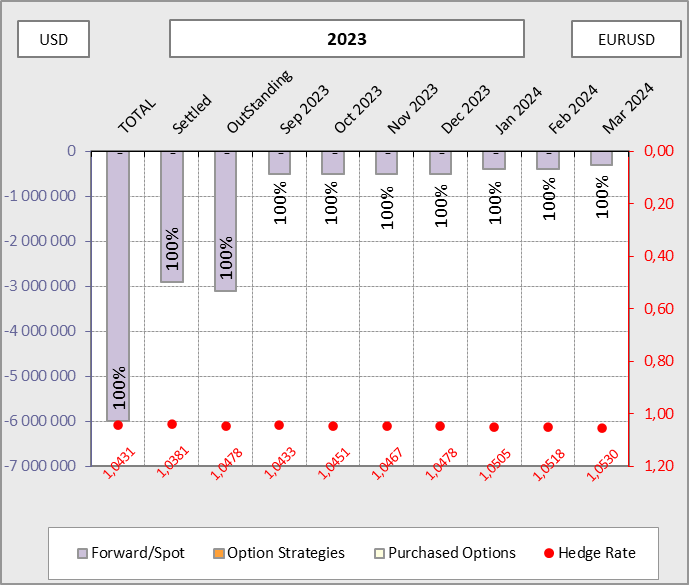 USD
2023
EURUSD
TOTAL
Settled
OutStanding
Sep 2023
Oct 2023
Nov 2023
Dec 2023
Jan 2024
Feb 2024
Mar 2024
0
-1 000 000
-2 000 000
-3 000 000
-4 000 000
-5 000 000
-6 000 000
-7 000 000
100%
100%
100%
100%
100%
100%
100%
100%
100%
100%
0,00
0,20
0,40
0,60
0,80
1,00
1,20
1,0431
1,0381
1,0478
1,0433
1,0451
1,0467
1,0478
1,0505
1,0518
1,0530
Forward/Spot
Option Strategies
Purchased Options
Hedge Rate